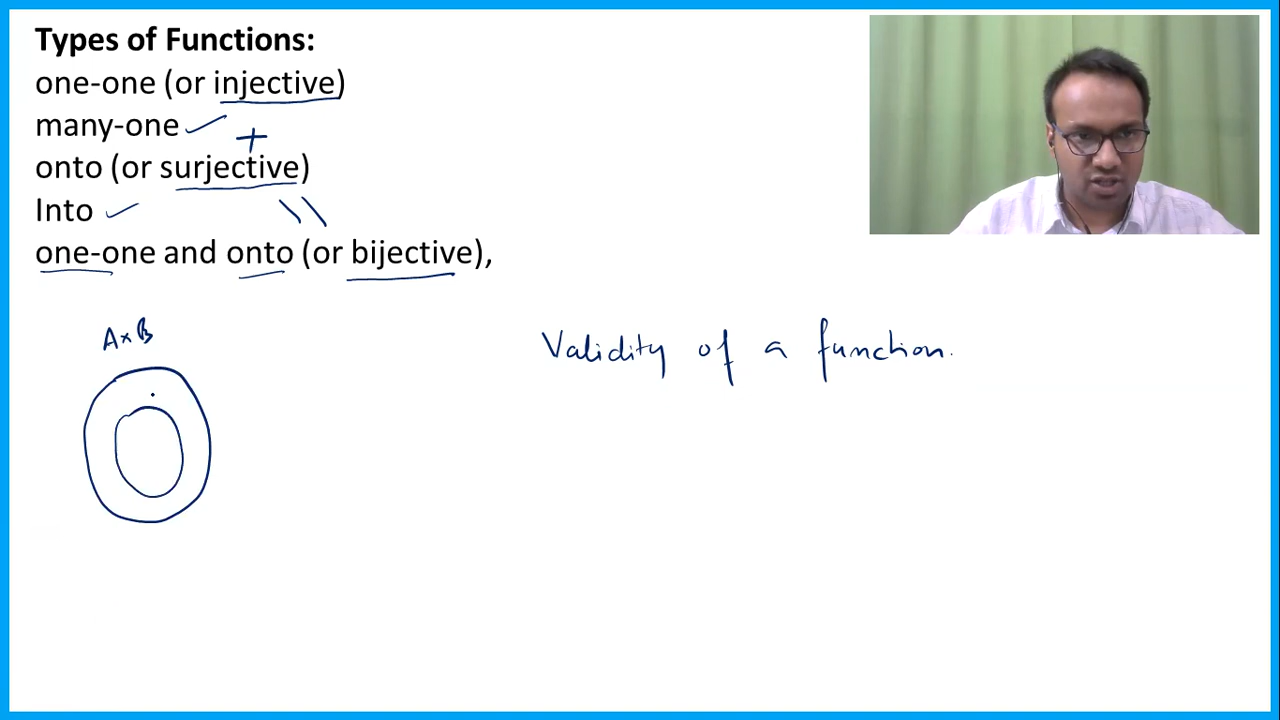 Types of Functions:
one-one (or injective)
many-one
+
onto (or surjective)
Into
one-one and onto (or bijective),
A×B
Validity of a function.